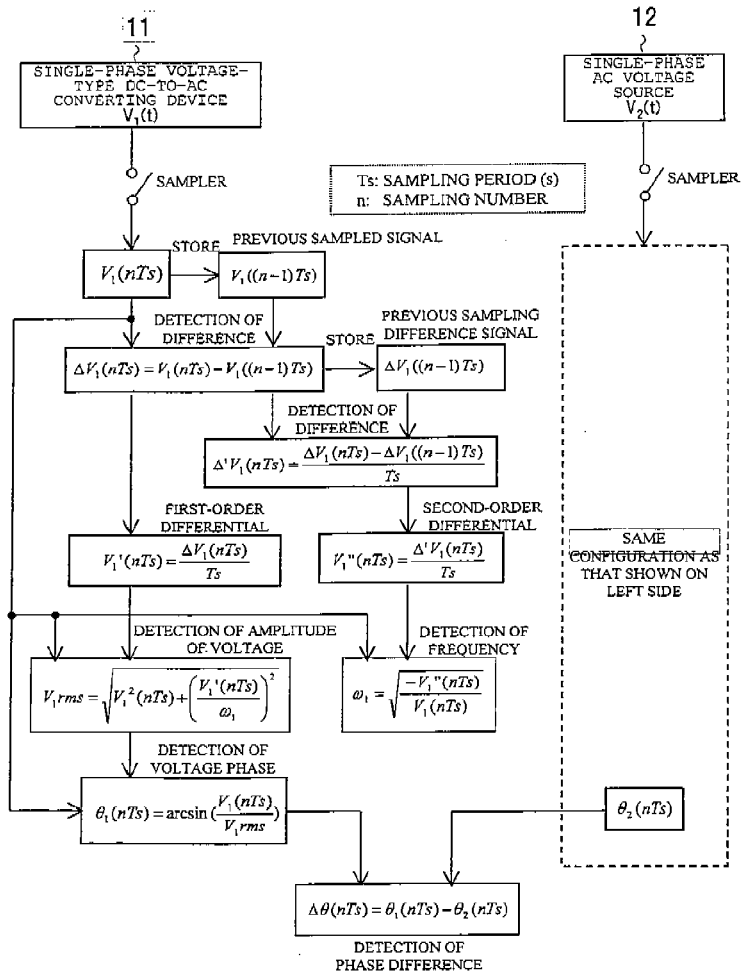 11
SINGLE-PHASE VOLTAGE-
TYPE DC-TO-AC
CONVERTING DEVICE
V₁(t)
12
SINGLE-PHASE
AC VOLTAGE
SOURCE
V₂(t)
SAMPLER
Ts: SAMPLING PERIOD (s)
n: SAMPLING NUMBER
SAMPLER
V₁(nTs)
STORE
PREVIOUS SAMPLED SIGNAL
V₁((n−1)Ts)
DETECTION OF
DIFFERENCE
ΔV₁(nTs)=V₁(nTs)−V₁((n−1)Ts)
STORE
PREVIOUS SAMPLING
DIFFERENCE SIGNAL
ΔV₁((n−1)Ts)
DETECTION OF
DIFFERENCE
Δ'V₁(nTs)=(ΔV₁(nTs)−ΔV₁((n−1)Ts))/Ts
FIRST-ORDER
DIFFERENTIAL
V₁'(nTs)=ΔV₁(nTs)/Ts
SECOND-ORDER
DIFFERENTIAL
V₁''(nTs)=Δ'V₁(nTs)/Ts
SAME
CONFIGURATION AS
THAT SHOWN ON
LEFT SIDE
DETECTION OF AMPLITUDE
OF VOLTAGE
V₁rms=√(V₁²(nTs)+(V₁'(nTs)/ω₁)²)
DETECTION OF
FREQUENCY
ω₁=√(−V₁''(nTs)/V₁(nTs))
DETECTION OF
VOLTAGE PHASE
θ₁(nTs)=arcsin(V₁(nTs)/V₁rms)
θ₂(nTs)
Δθ(nTs)=θ₁(nTs)−θ₂(nTs)
DETECTION OF
PHASE DIFFERENCE